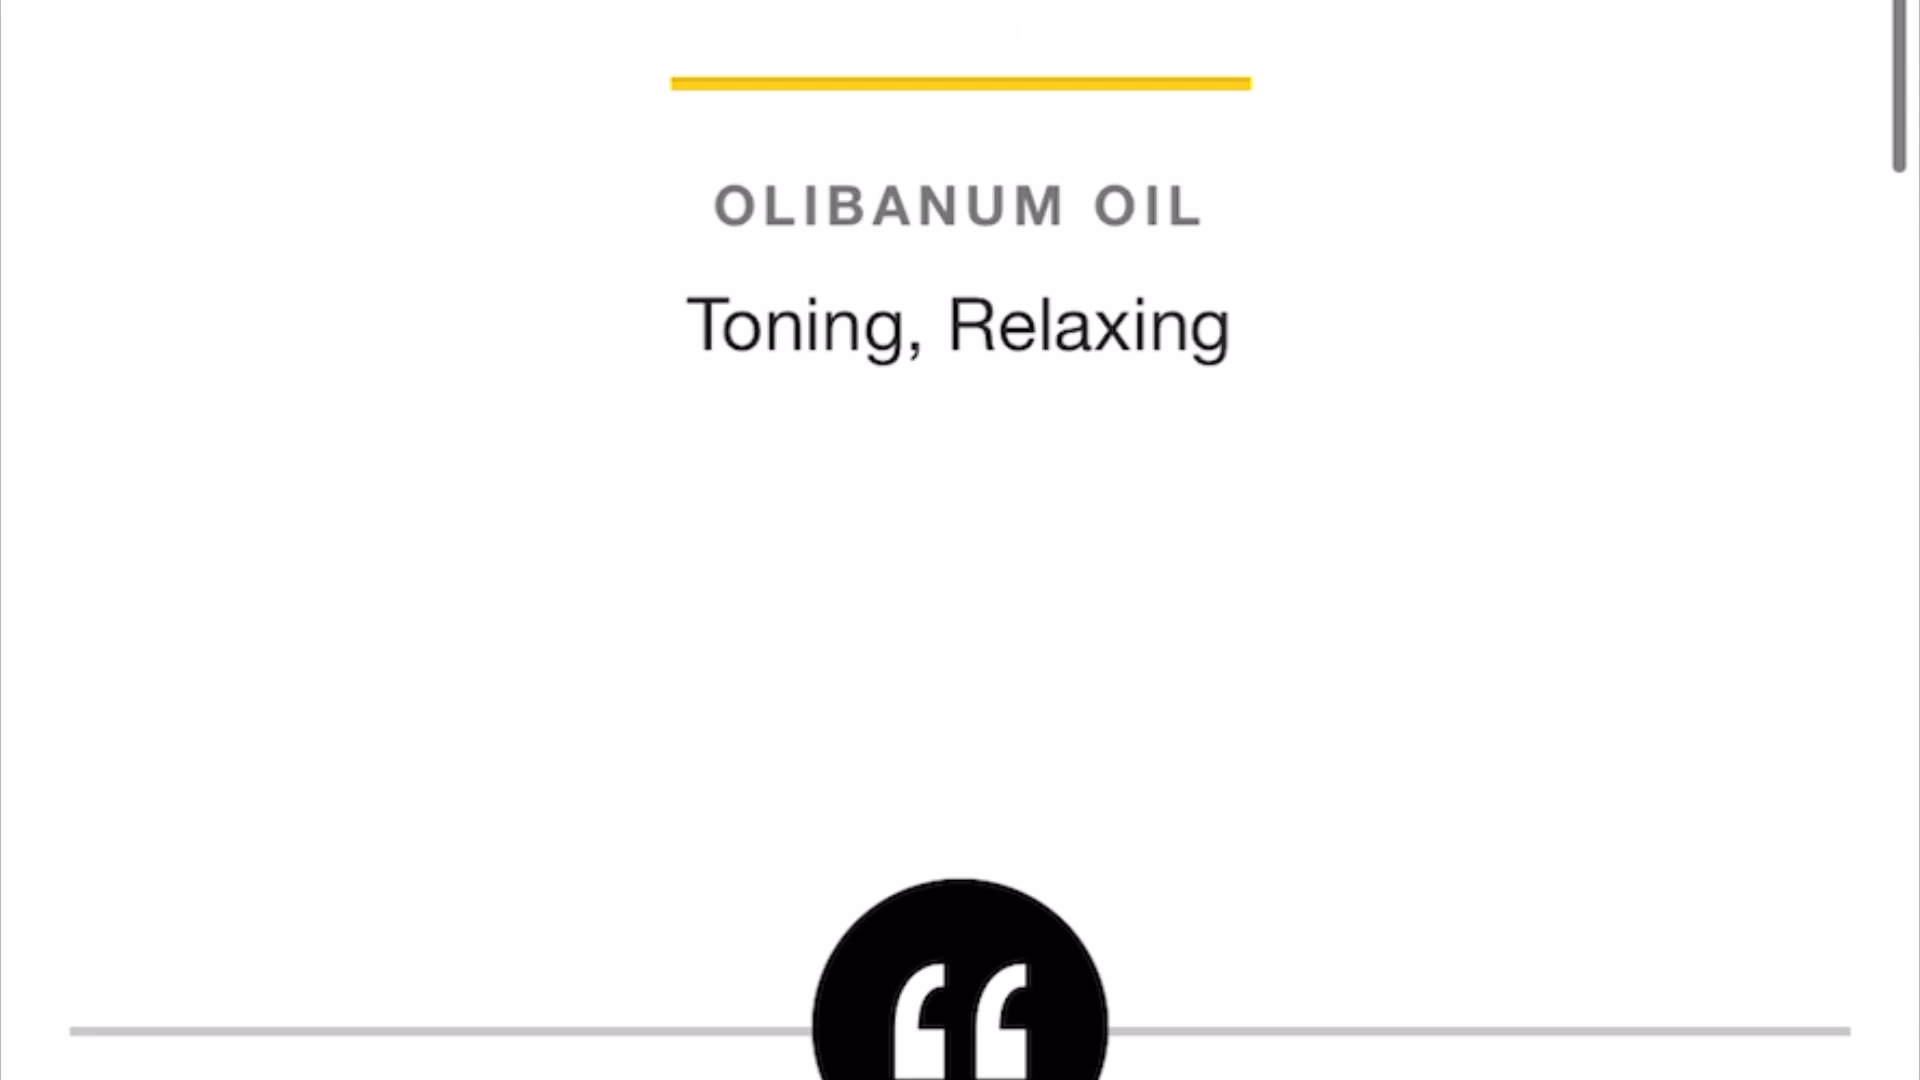 OLIBANUM OIL
Toning, Relaxing
“